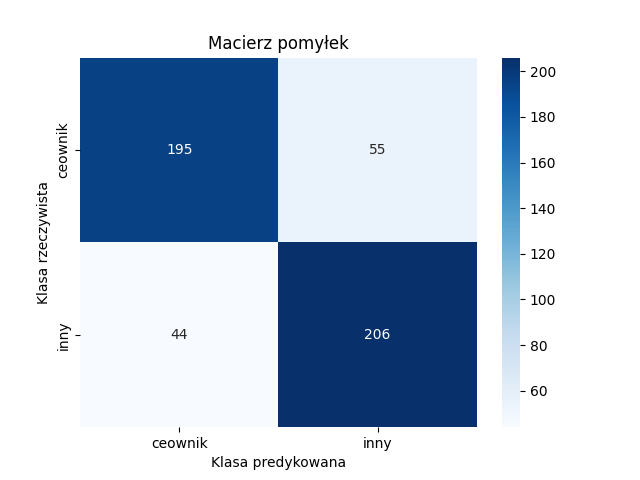 Macierz pomyłek
ceownik
inny
Klasa rzeczywista
195
55
44
206
ceownik
inny
Klasa predykowana
200
180
160
140
120
100
80
60